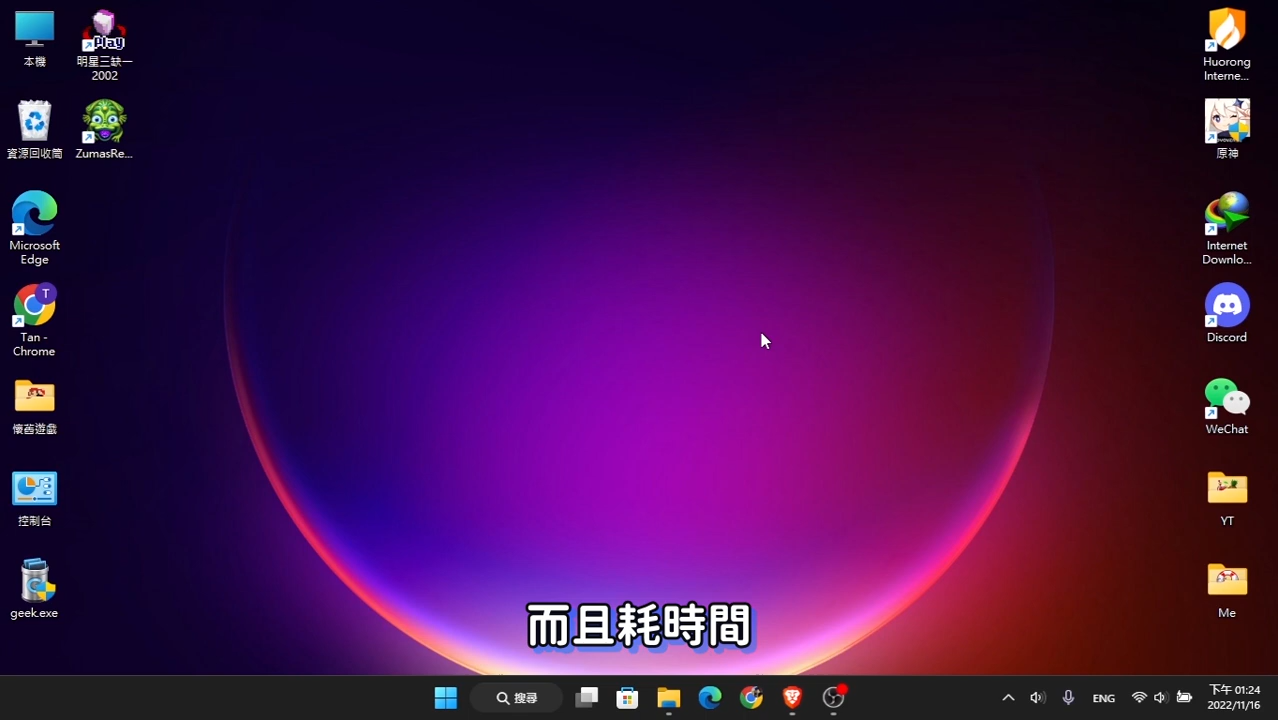 本機
Play
明星三缺一
2002
資源回收筒
ZumasRe...
Microsoft
Edge
T
Tan -
Chrome
懷舊遊戲
控制台
geek.exe
Huorong
Interne...
原神
Internet
Downlo...
Discord
WeChat
YT
Me
而且耗時間
搜尋
ENG
下午 01:24
2022/11/16